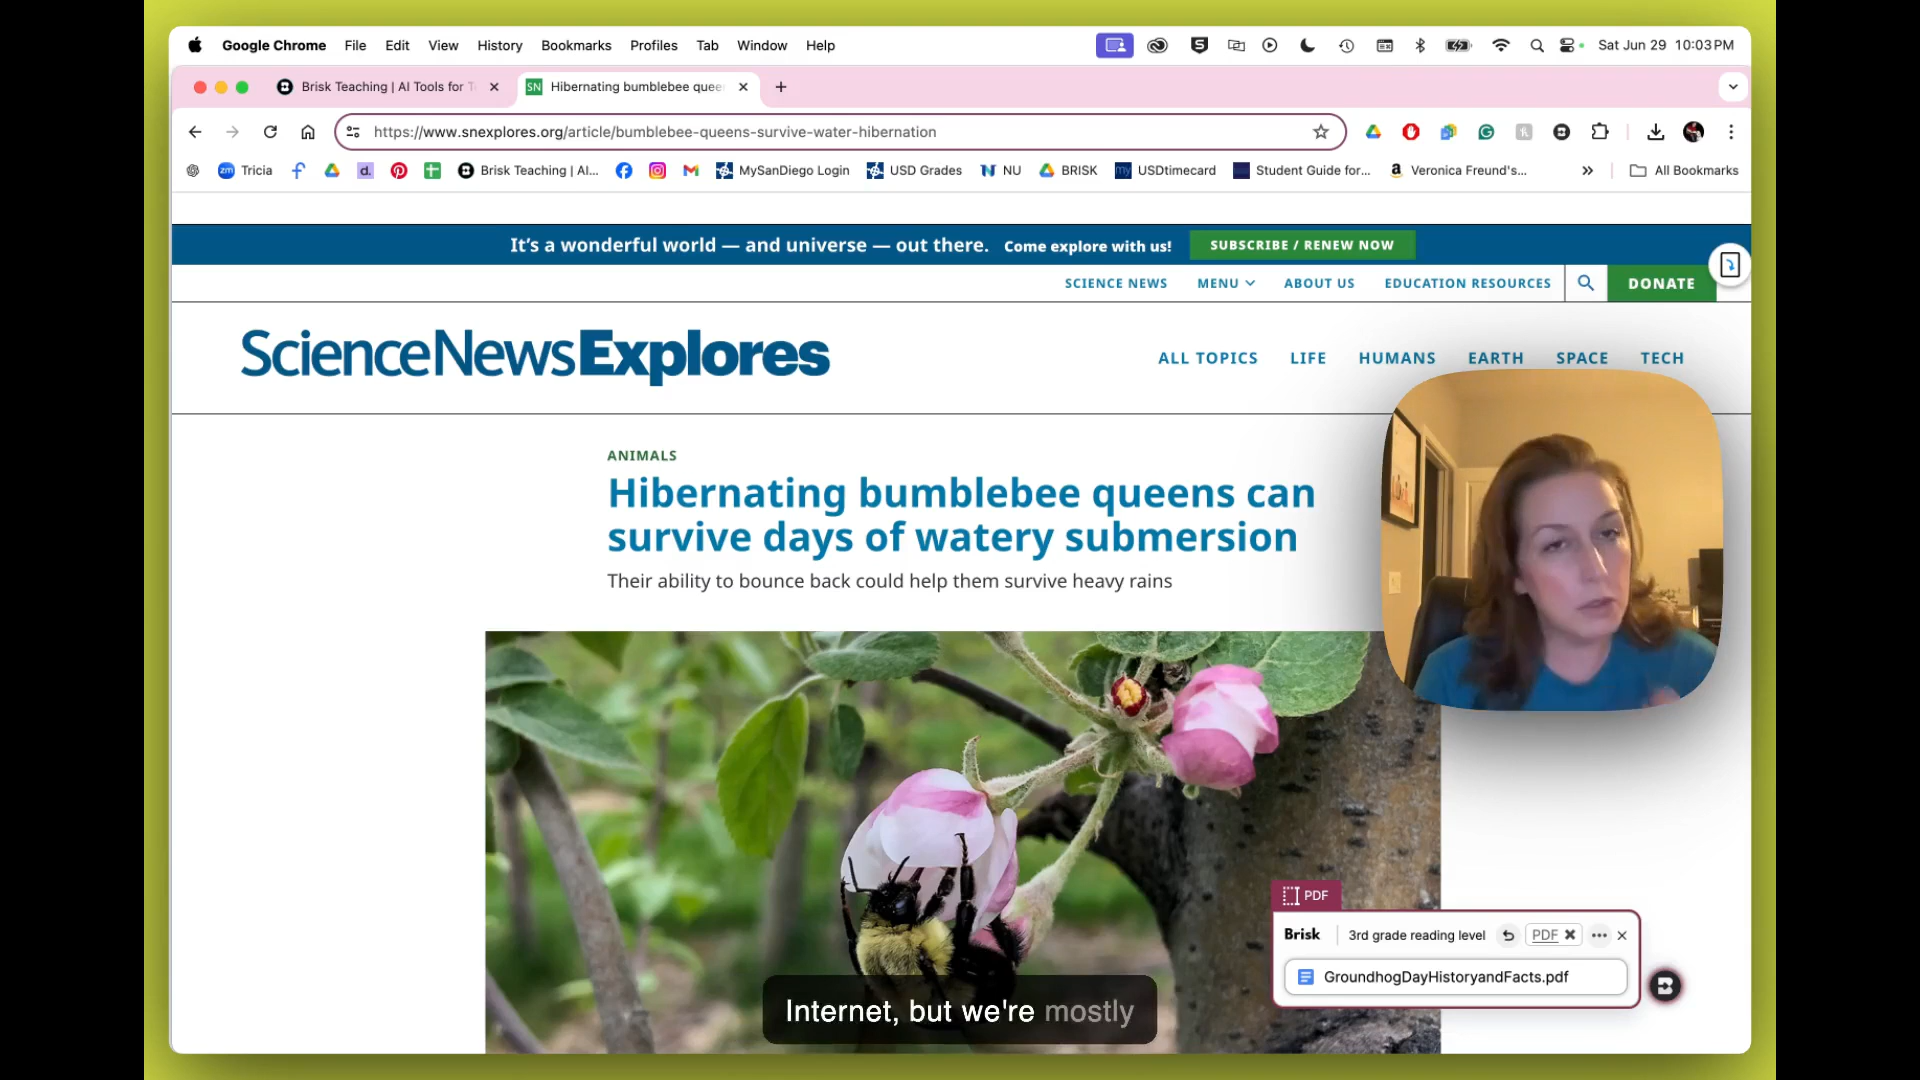 Google Chrome File Edit View History Bookmarks Profiles Tab Window Help Sat Jun 29 10:03 PM
Brisk Teaching | AI Tools for T SN Hibernating bumblebee quee
https://www.snexplores.org/article/bumblebee-queens-survive-water-hibernation
zm Tricia d. Brisk Teaching | AI... MySanDiego Login USD Grades NU BRISK my USDtimecard Student Guide for... Veronica Freund's... All Bookmarks
It's a wonderful world — and universe — out there. Come explore with us! SUBSCRIBE / RENEW NOW
SCIENCE NEWS MENU ABOUT US EDUCATION RESOURCES DONATE
ScienceNewsExplores
ALL TOPICS LIFE HUMANS EARTH SPACE TECH
ANIMALS
Hibernating bumblebee queens can
survive days of watery submersion
Their ability to bounce back could help them survive heavy rains
PDF
Brisk 3rd grade reading level PDF
GroundhogDayHistoryandFacts.pdf
Internet, but we're mostly